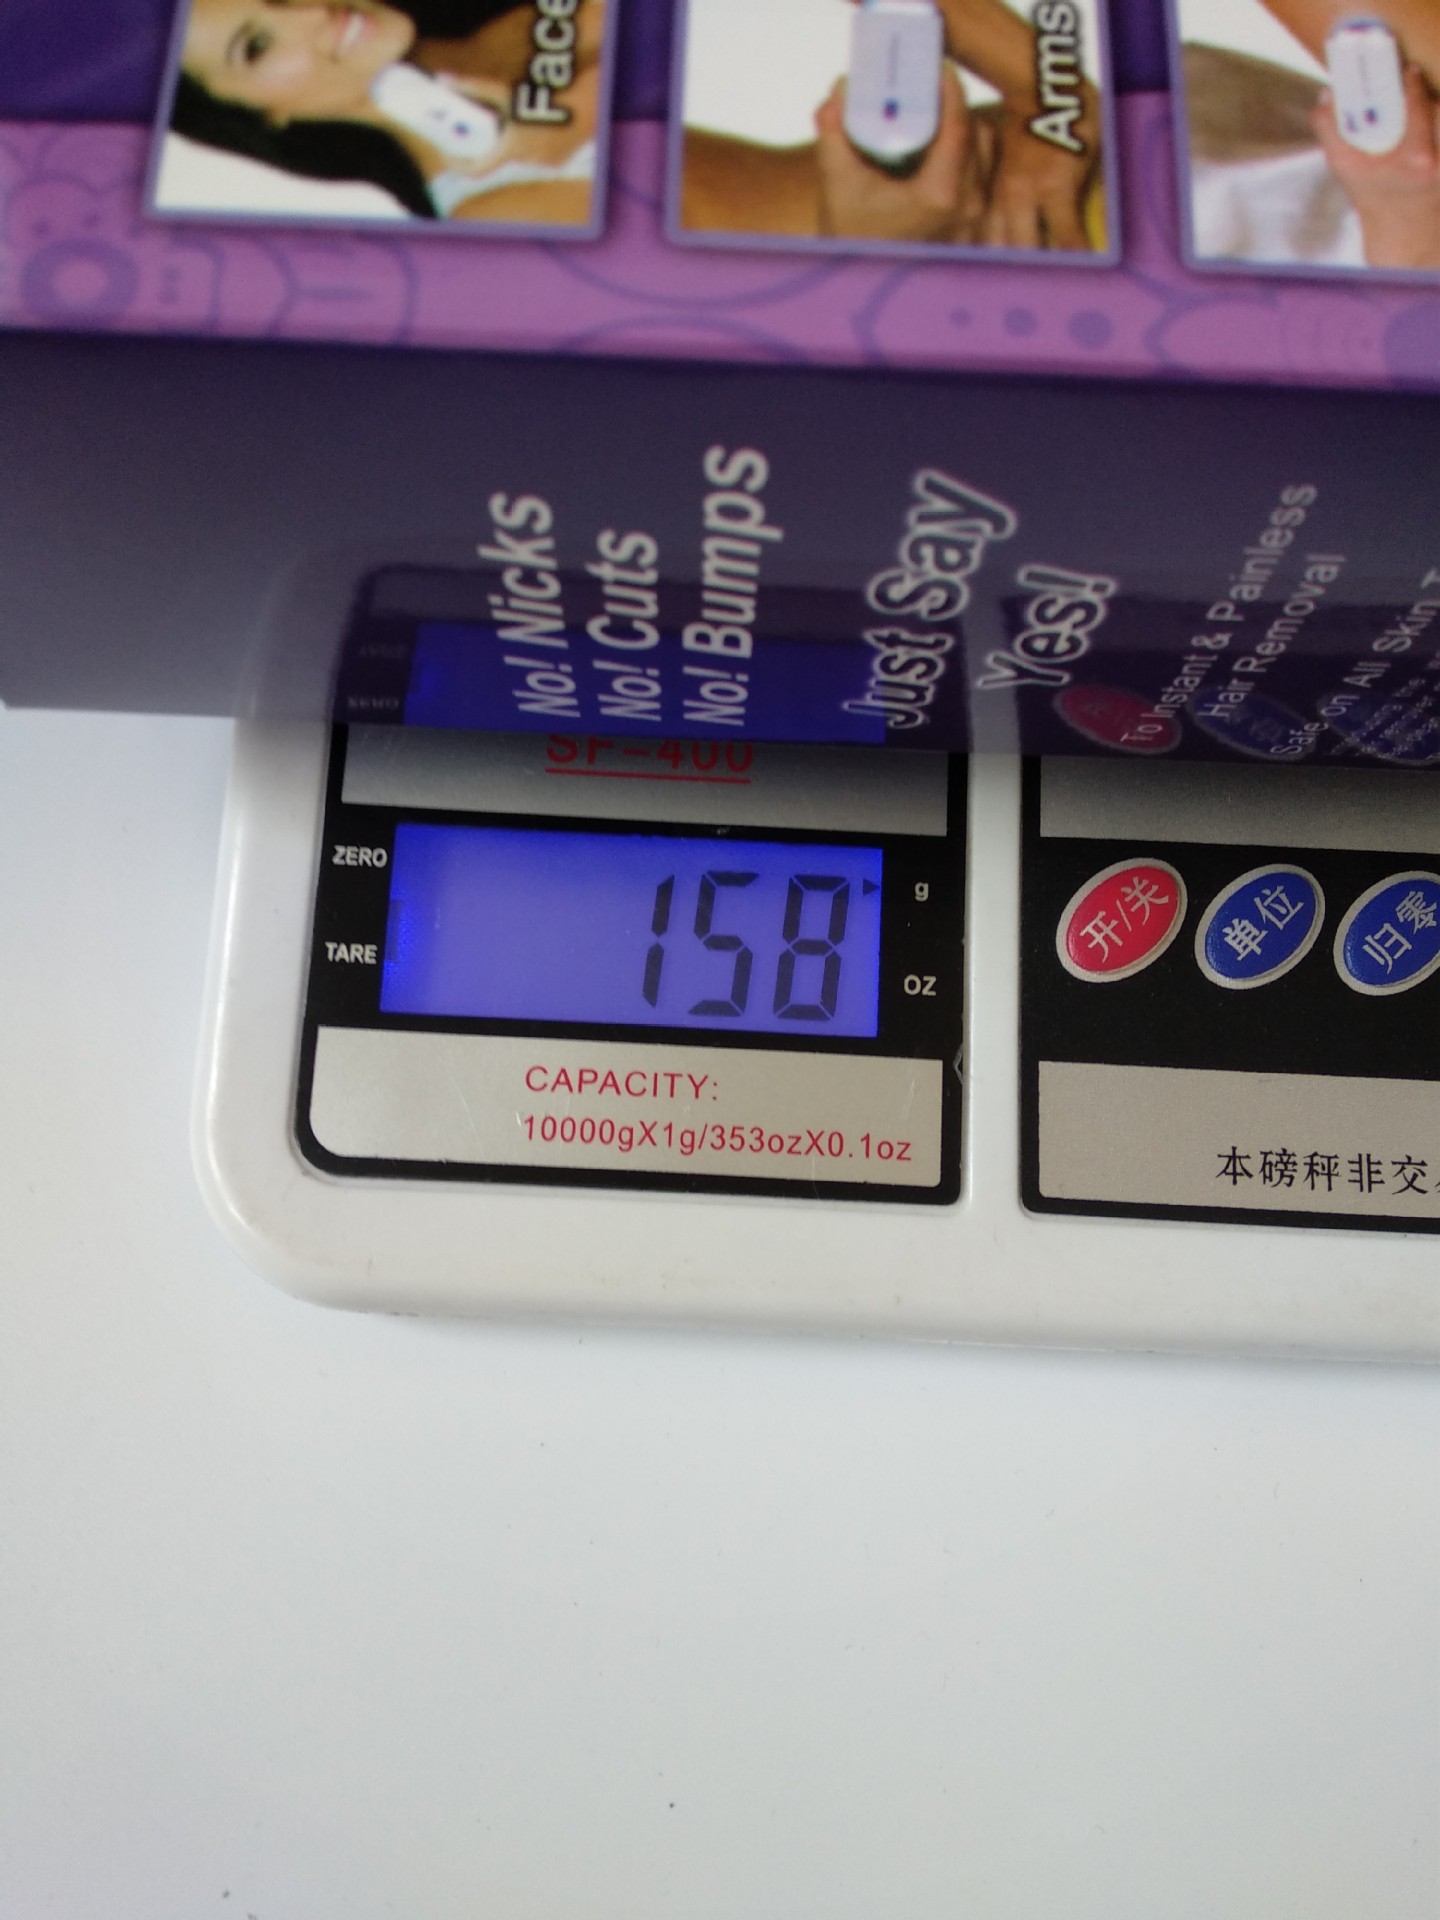 Face
Arms
No! Nicks
No! Cuts
No! Bumps
Just Say
Yes!
To Instant & Painless
Hair Removal
Safe on All Skin
SF-400
ZERO
TARE
158
g
OZ
CAPACITY:
10000gX1g/353ozX0.1oz
开/关
单位
归零
本磅秤非交